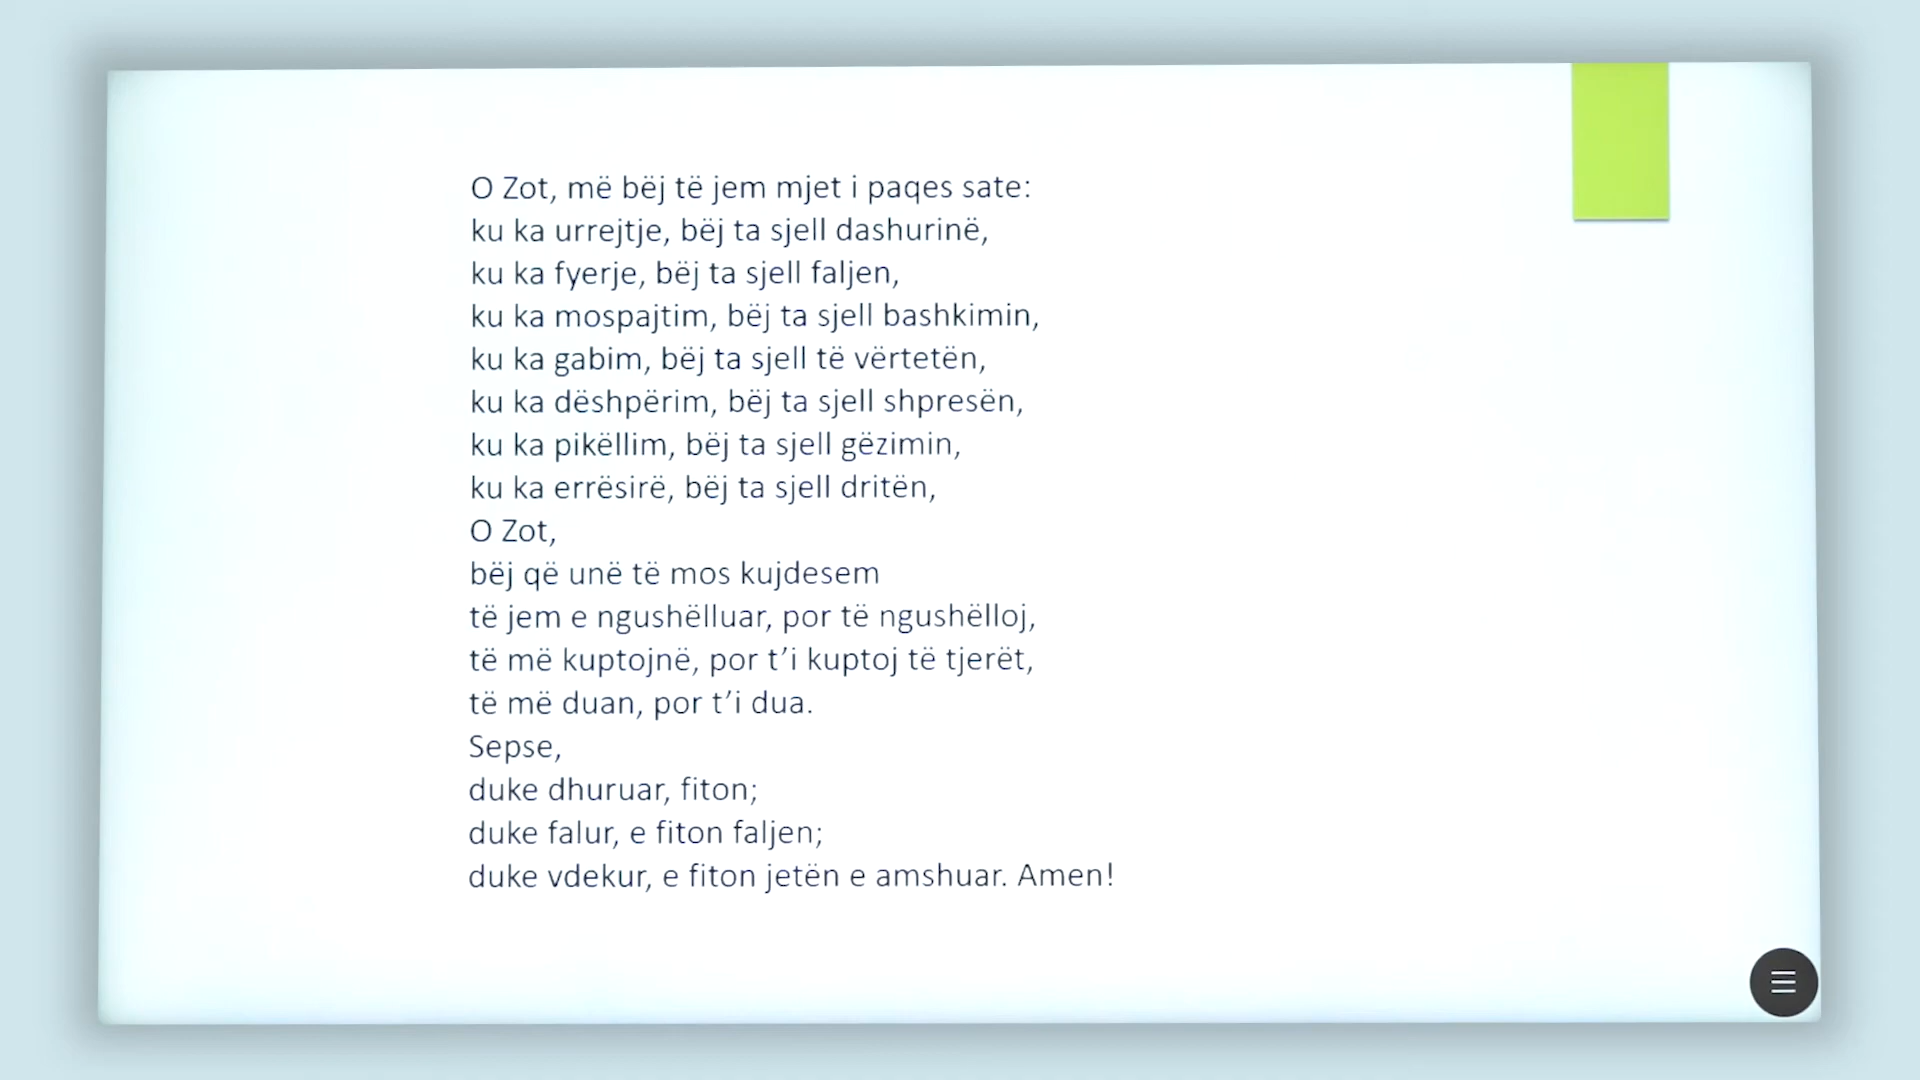 O Zot, më bëj të jem mjet i paqes sate:
ku ka urrejtje, bëj ta sjell dashurinë,
ku ka fyerje, bëj ta sjell faljen,
ku ka mospajtim, bëj ta sjell bashkimin,
ku ka gabim, bëj ta sjell të vërtetën,
ku ka dëshpërim, bëj ta sjell shpresën,
ku ka pikëllim, bëj ta sjell gëzimin,
ku ka errësirë, bëj ta sjell dritën,
O Zot,
bëj që unë të mos kujdesem
të jem e ngushëlluar, por të ngushëlloj,
të më kuptojnë, por t’i kuptoj të tjerët,
të më duan, por t’i dua.
Sepse,
duke dhuruar, fiton;
duke falur, e fiton faljen;
duke vdekur, e fiton jetën e amshuar. Amen!